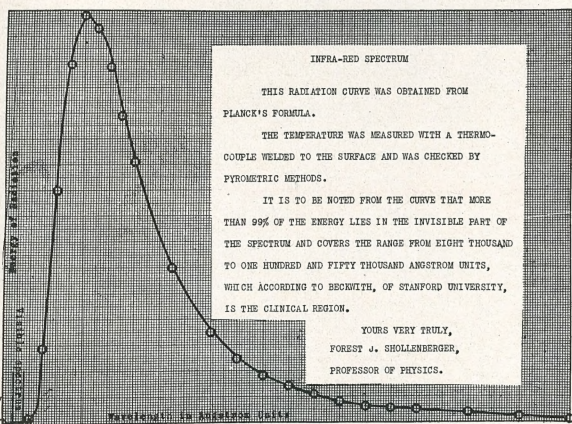 INFRA-RED SPECTRUM
THIS RADIATION CURVE WAS OBTAINED FROM
PLANCK'S FORMULA.
THE TEMPERATURE WAS MEASURED WITH A THERMO-
COUPLE WELDED TO THE SURFACE AND WAS CHECKED BY
PYROMETRIC METHODS.
IT IS TO BE NOTED FROM THE CURVE THAT MORE
THAN 99% OF THE ENERGY LIES IN THE INVISIBLE PART OF
THE SPECTRUM AND COVERS THE RANGE FROM EIGHT THOUSAND
TO ONE HUNDRED AND FIFTY THOUSAND ANGSTROM UNITS,
WHICH ACCORDING TO BECKWITH, OF STANFORD UNIVERSITY,
IS THE CLINICAL REGION.
YOURS VERY TRULY,
FOREST J. SHOLLENBERGER,
PROFESSOR OF PHYSICS.
Energy of Radiation
Visible spectrum
Wavelength in Angstrom Units